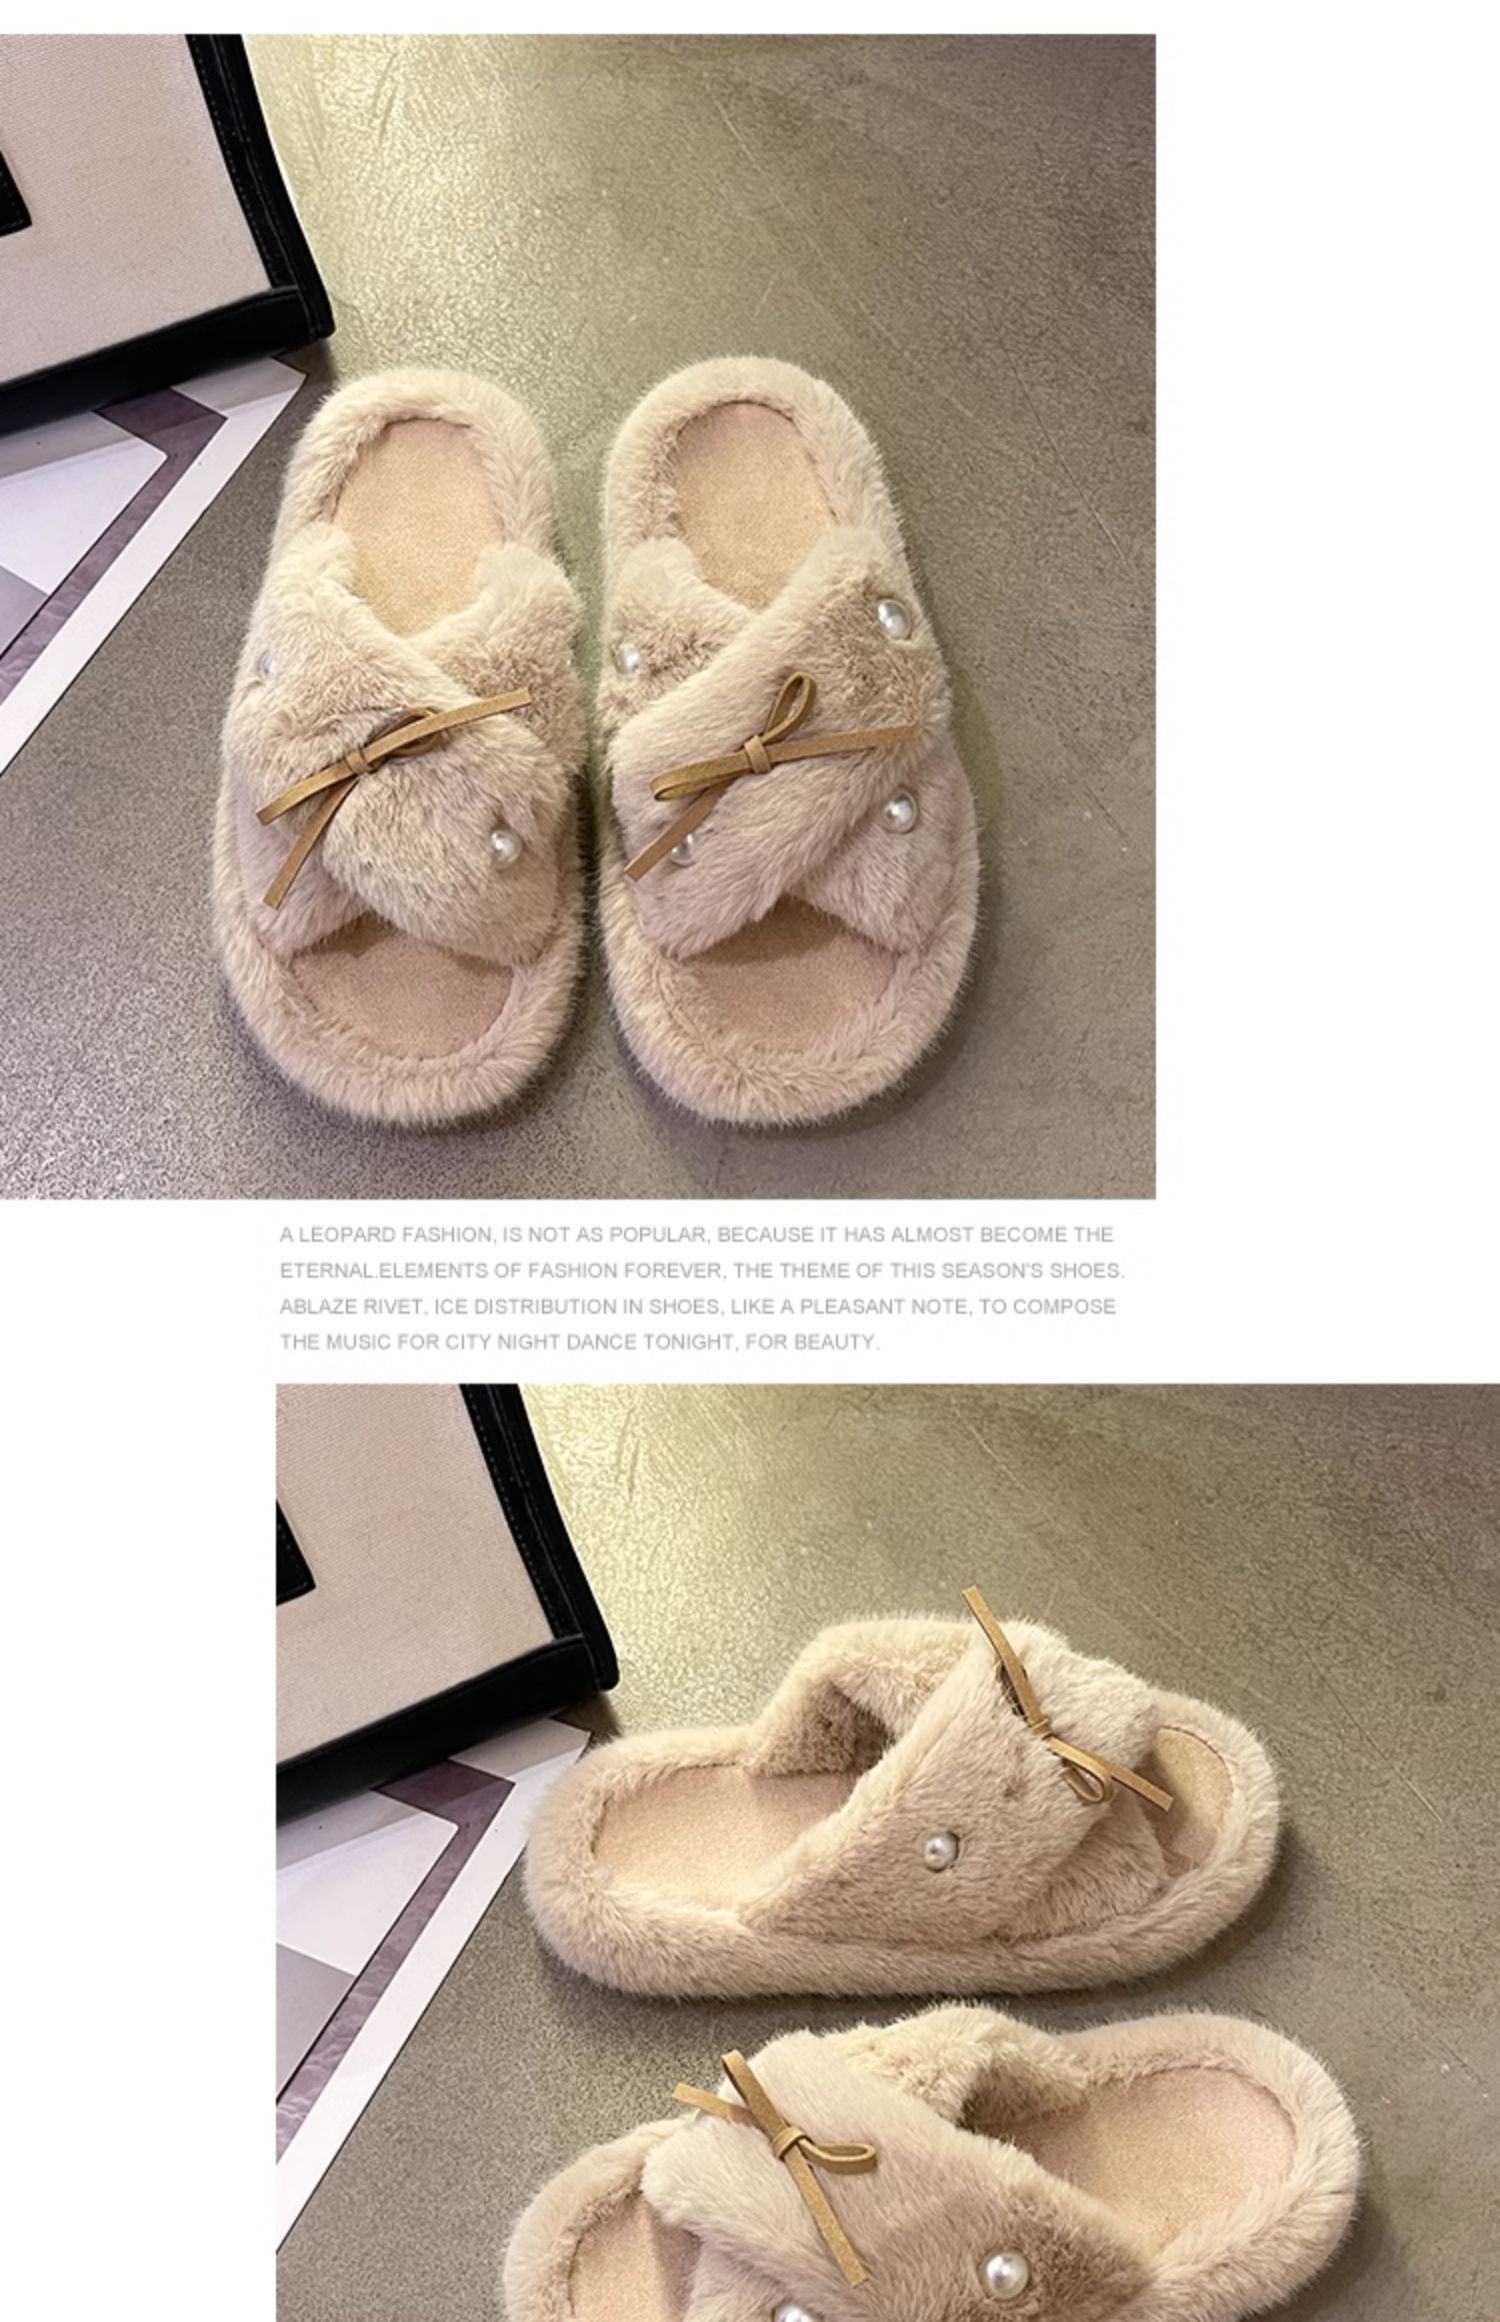 A LEOPARD FASHION, IS NOT AS POPULAR, BECAUSE IT HAS ALMOST BECOME THE
ETERNAL.ELEMENTS OF FASHION FOREVER, THE THEME OF THIS SEASON'S SHOES.
ABLAZE RIVET, ICE DISTRIBUTION IN SHOES, LIKE A PLEASANT NOTE, TO COMPOSE
THE MUSIC FOR CITY NIGHT DANCE TONIGHT, FOR BEAUTY.